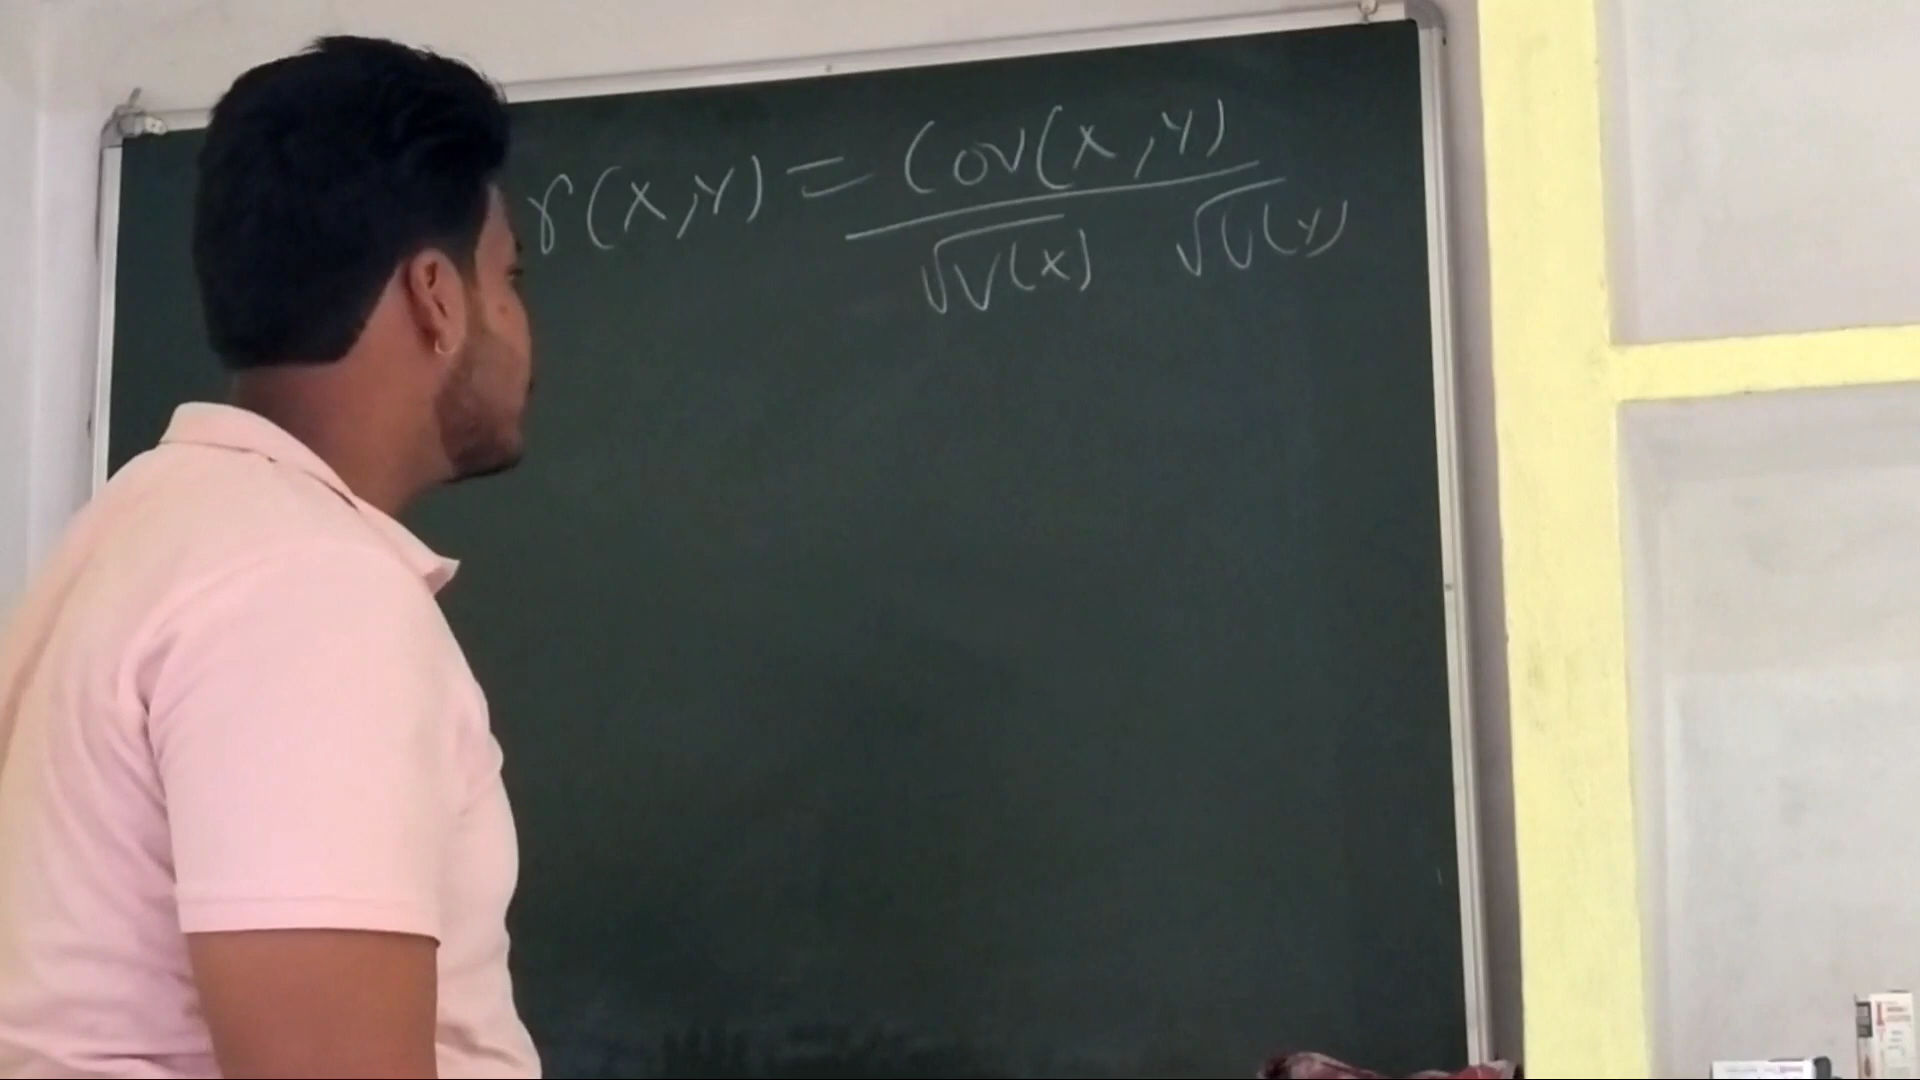 r(x,y) = Cov(x,y)
√V(x) √V(y)